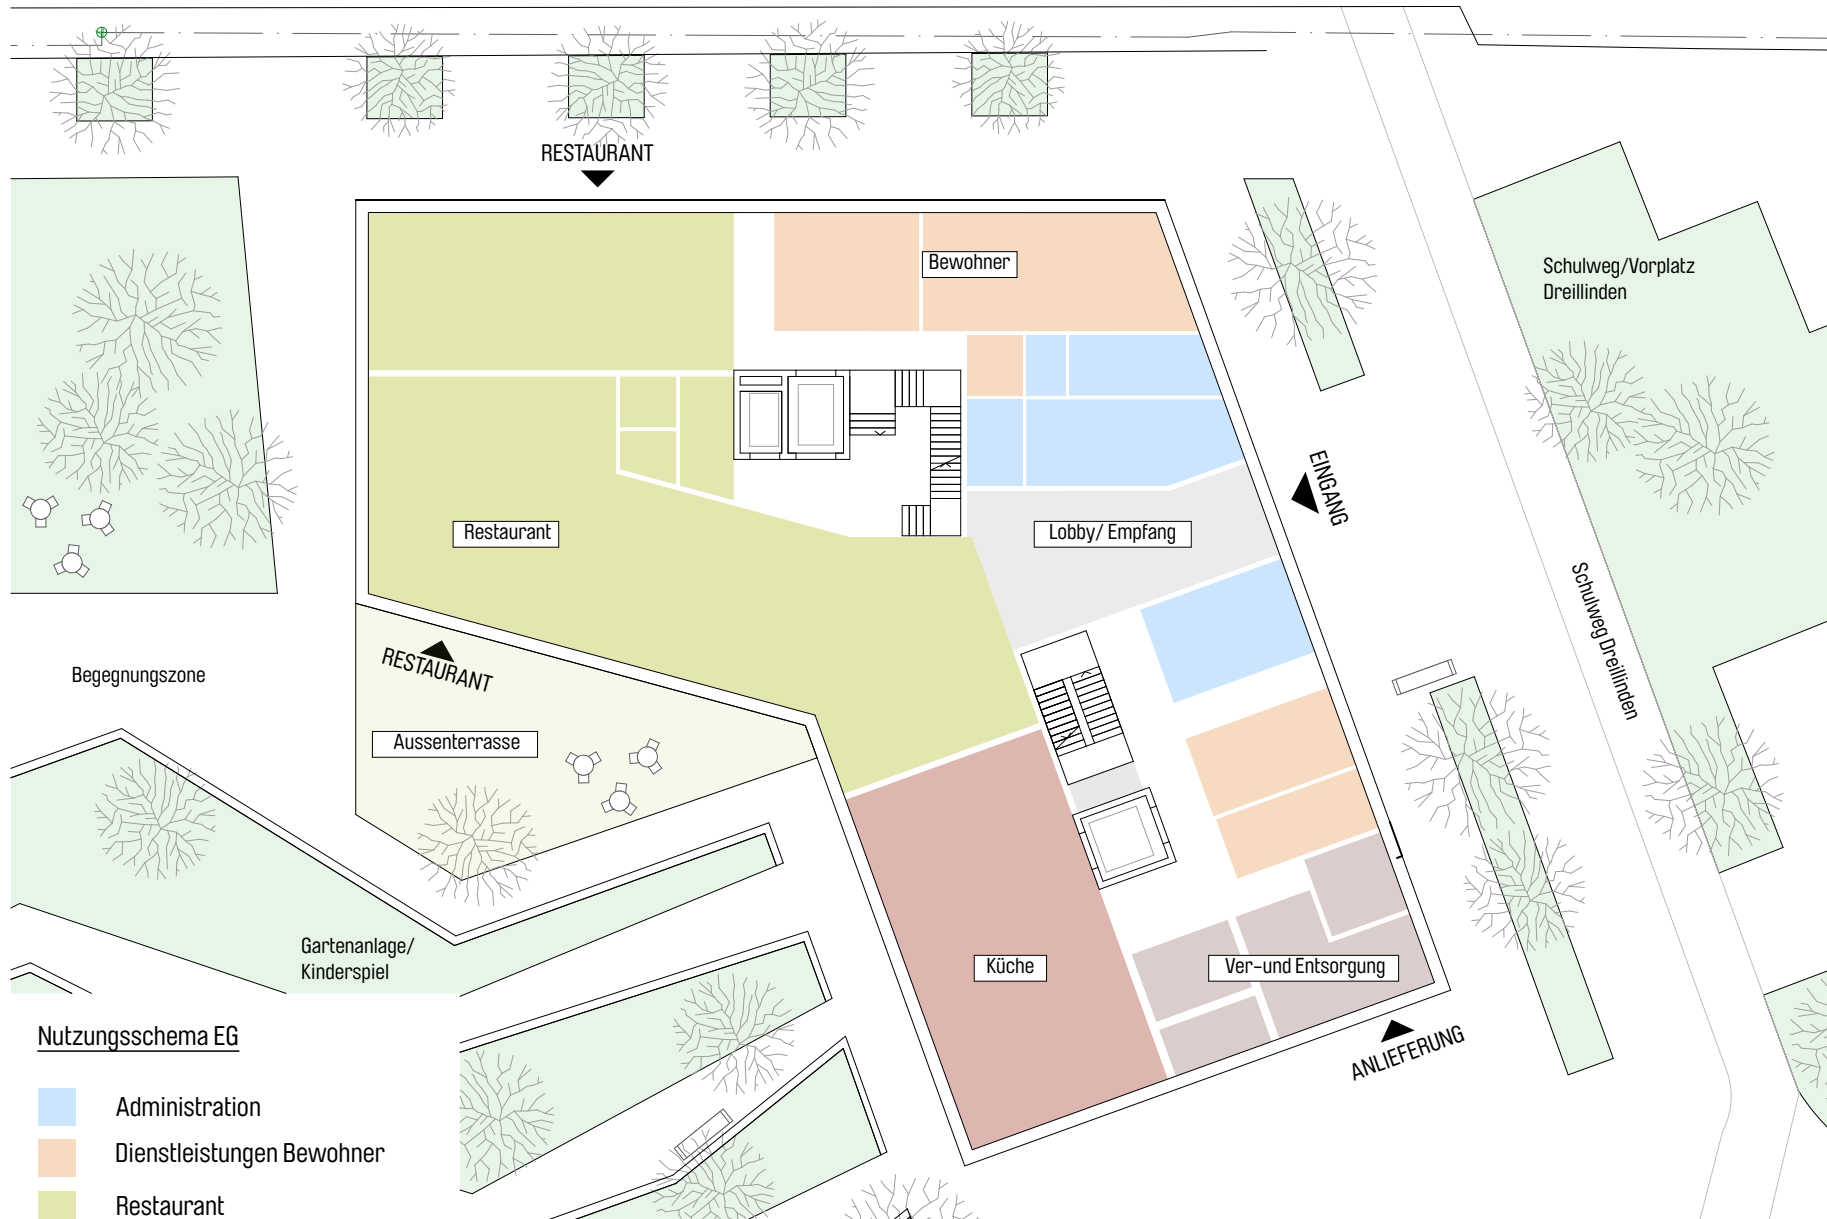 RESTAURANT
Bewohner
Schulweg/Vorplatz
Dreillinden
EINGANG
Restaurant
Lobby/ Empfang
Schulweg Dreillinden
RESTAURANT
Begegnungszone
Aussenterrasse
Gartenanlage/
Kinderspiel
Küche
Ver-und Entsorgung
ANLIEFERUNG
Nutzungsschema EG
Administration
Dienstleistungen Bewohner
Restaurant